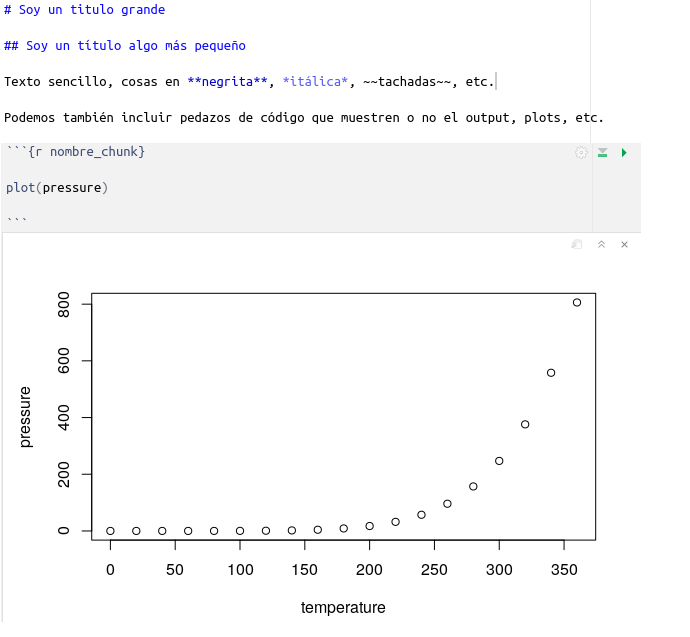 # Soy un titulo grande
## Soy un título algo más pequeño
Texto sencillo, cosas en **negrita**, *itálica*, ~~tachadas~~, etc.
Podemos también incluir pedazos de código que muestren o no el output, plots, etc.
```{r nombre_chunk}
plot(pressure)
```
800
600
400
200
0
pressure
0 50 100 150 200 250 300 350
temperature